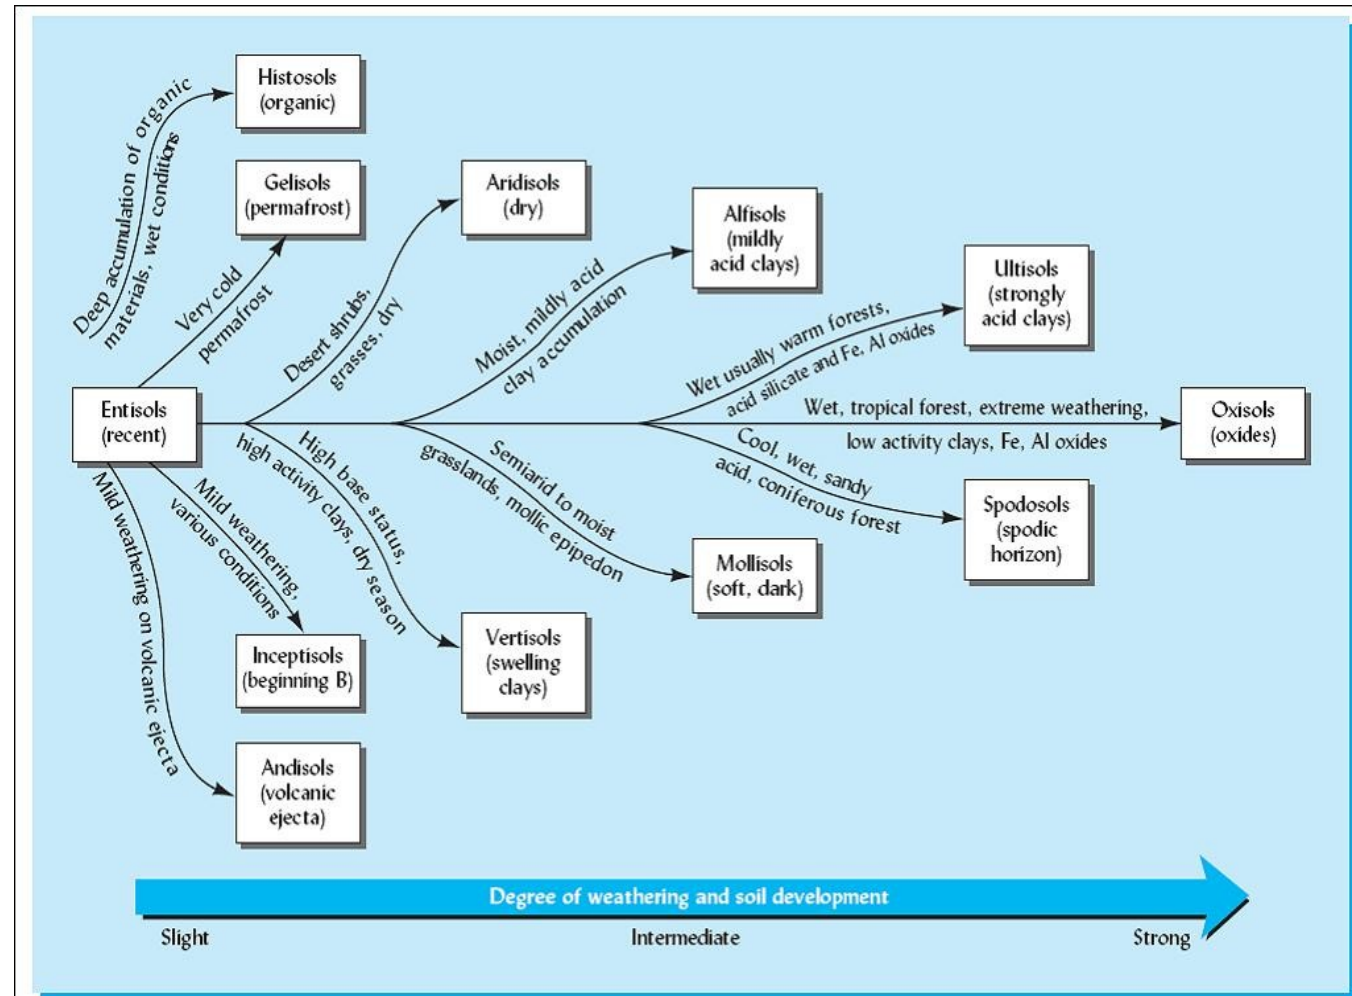 Histosols
(organic)
Deep accumulation of organic
materials, wet conditions
Gelisols
(permafrost)
Very cold
permafrost
Aridisols
(dry)
Desert shrubs,
grasses, dry
Alfisols
(mildly
acid clays)
Moist, mildly acid
clay accumulation
Ultisols
(strongly
acid clays)
Wet usually warm forests,
acid silicate and Fe, Al oxides
Entisols
(recent)
Wet, tropical forest, extreme weathering,
low activity clays, Fe, Al oxides
Oxisols
(oxides)
Cool, wet, sandy
acid, coniferous forest
Spodosols
(spodic
horizon)
Semiarid to moist
grasslands, mollic epipedon
Mollisols
(soft, dark)
High base status,
high activity clays, dry season
Vertisols
(swelling
clays)
Mild weathering,
various conditions
Inceptisols
(beginning B)
Mild weathering on volcanic ejecta
Andisols
(volcanic
ejecta)
Degree of weathering and soil development
Slight
Intermediate
Strong